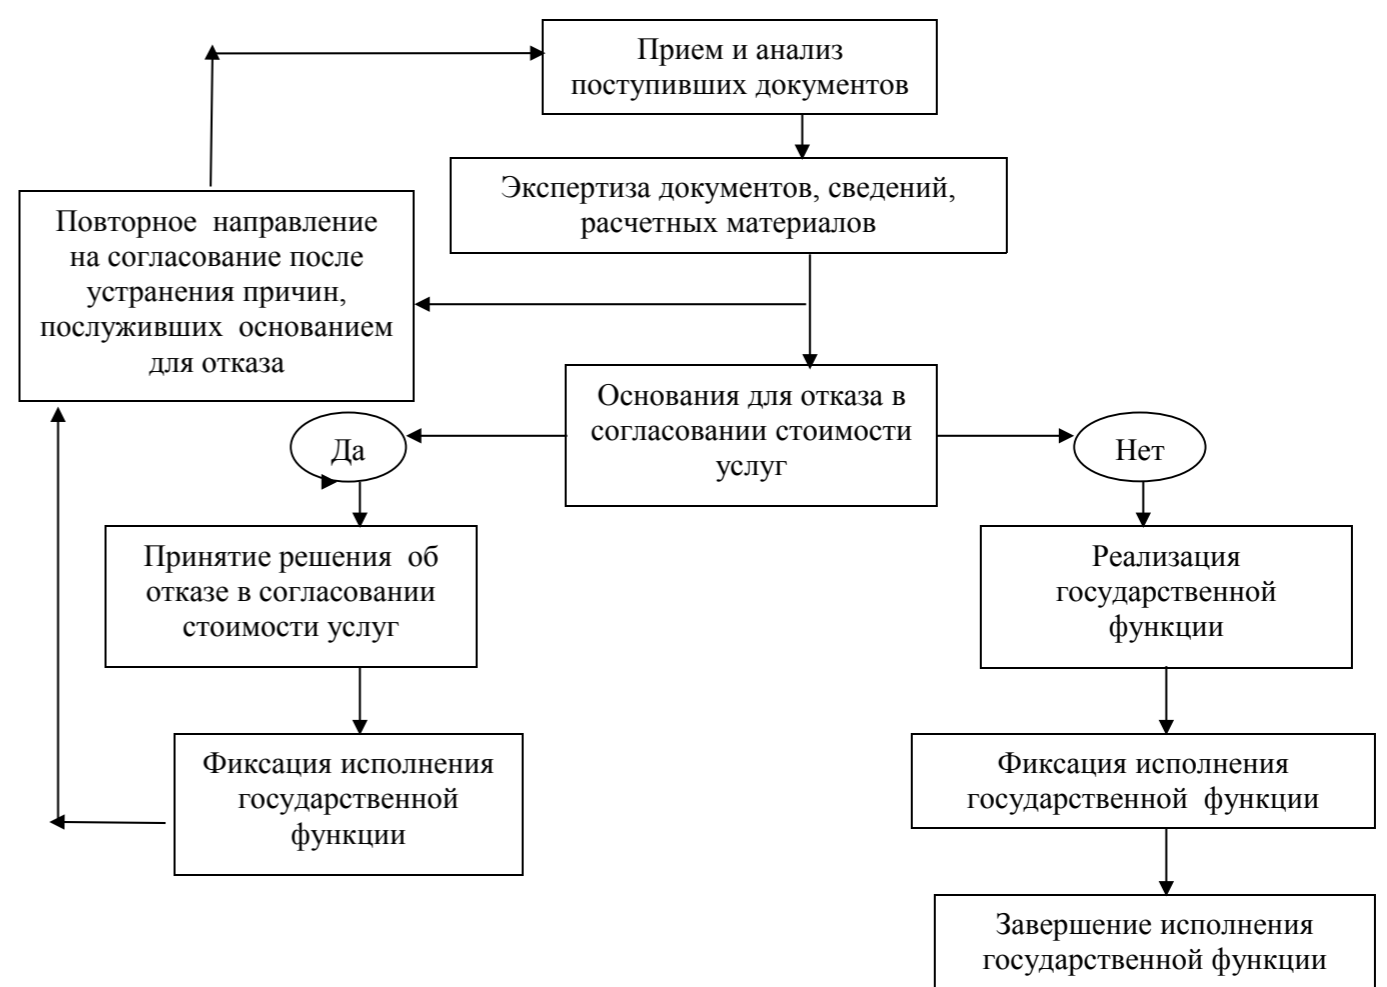 Прием и анализ
поступивших документов
Экспертиза документов, сведений,
расчетных материалов
Повторное  направление
на согласование после
устранения причин,
послуживших  основанием
для отказа
Основания для отказа в
согласовании стоимости
услуг
Да
Нет
Принятие решения  об
отказе в согласовании
стоимости услуг
Реализация
государственной
функции
Фиксация исполнения
государственной
функции
Фиксация исполнения
государственной  функции
Завершение исполнения
государственной функции